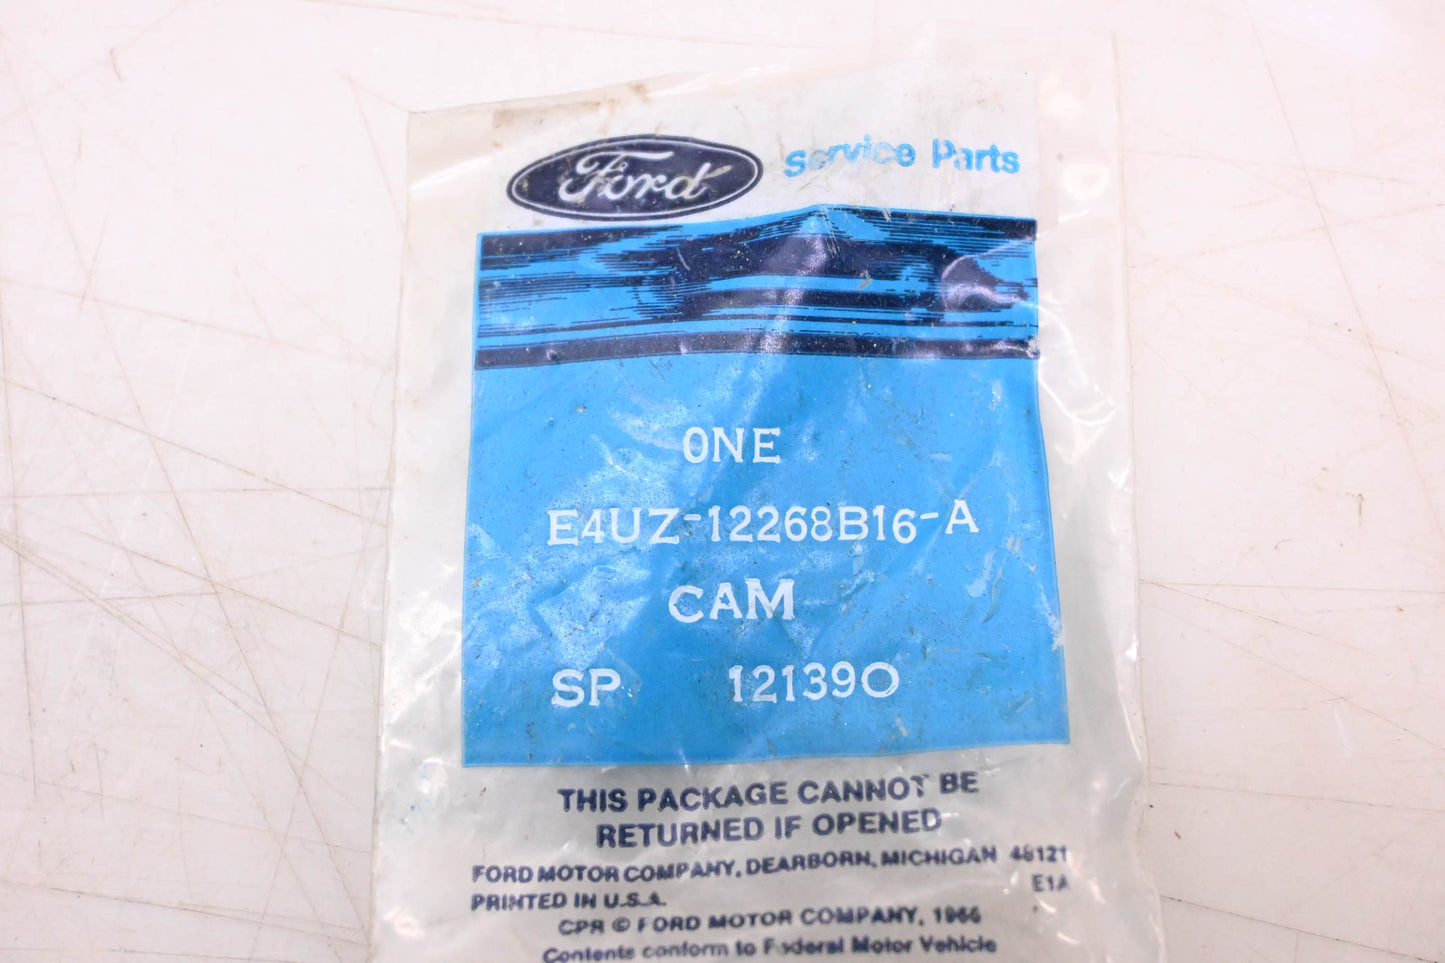 Ford Service Parts
ONE
E4UZ-12268B16-A
CAM
SP 121390
THIS PACKAGE CANNOT BE
RETURNED IF OPENED
FORD MOTOR COMPANY, DEARBORN, MICHIGAN 48121
PRINTED IN U.S.A. E1A
CPR © FORD MOTOR COMPANY, 1966
Contents conform to Federal Motor Vehicle